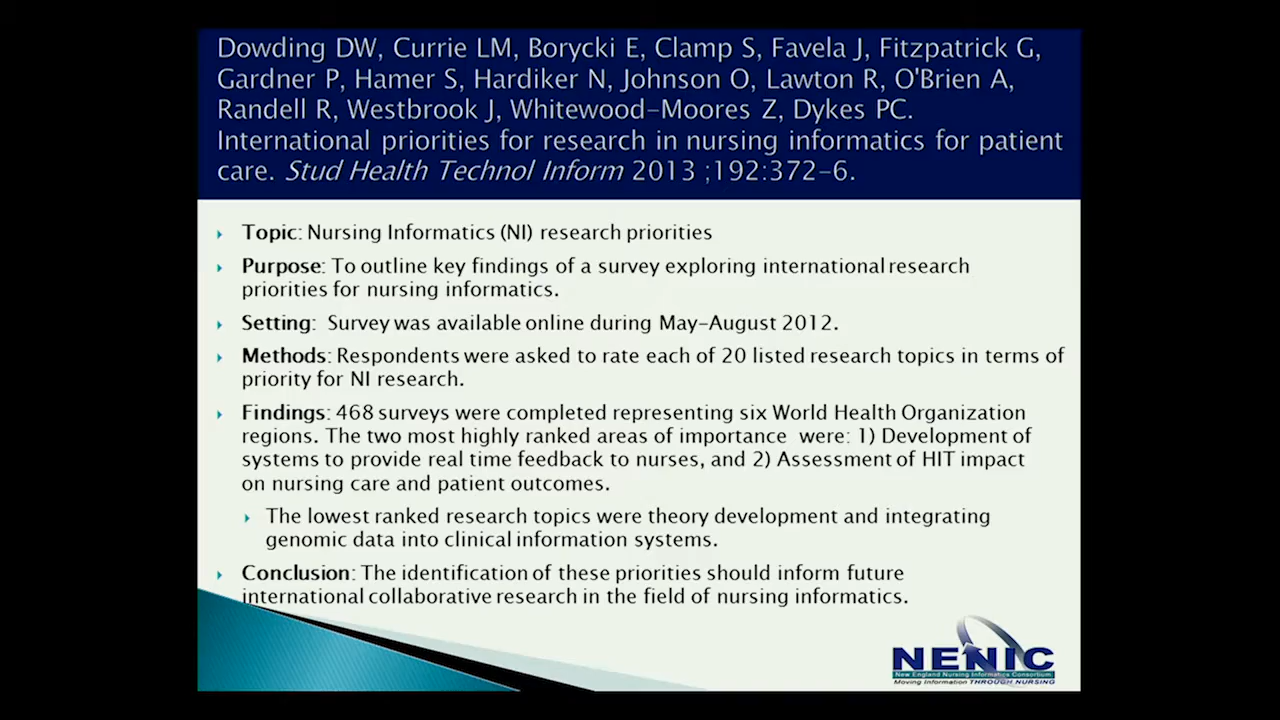 Dowding DW, Currie LM, Borycki E, Clamp S, Favela J, Fitzpatrick G,
Gardner P, Hamer S, Hardiker N, Johnson O, Lawton R, O'Brien A,
Randell R, Westbrook J, Whitewood-Moores Z, Dykes PC.
International priorities for research in nursing informatics for patient
care. Stud Health Technol Inform 2013 ;192:372-6.
Topic: Nursing Informatics (NI) research priorities
Purpose: To outline key findings of a survey exploring international research
priorities for nursing informatics.
Setting: Survey was available online during May-August 2012.
Methods: Respondents were asked to rate each of 20 listed research topics in terms of
priority for NI research.
Findings: 468 surveys were completed representing six World Health Organization
regions. The two most highly ranked areas of importance were: 1) Development of
systems to provide real time feedback to nurses, and 2) Assessment of HIT impact
on nursing care and patient outcomes.
The lowest ranked research topics were theory development and integrating
genomic data into clinical information systems.
Conclusion: The identification of these priorities should inform future
international collaborative research in the field of nursing informatics.
NENIC
New England Nursing Informatics Consortium
Moving Information THROUGH NURSING